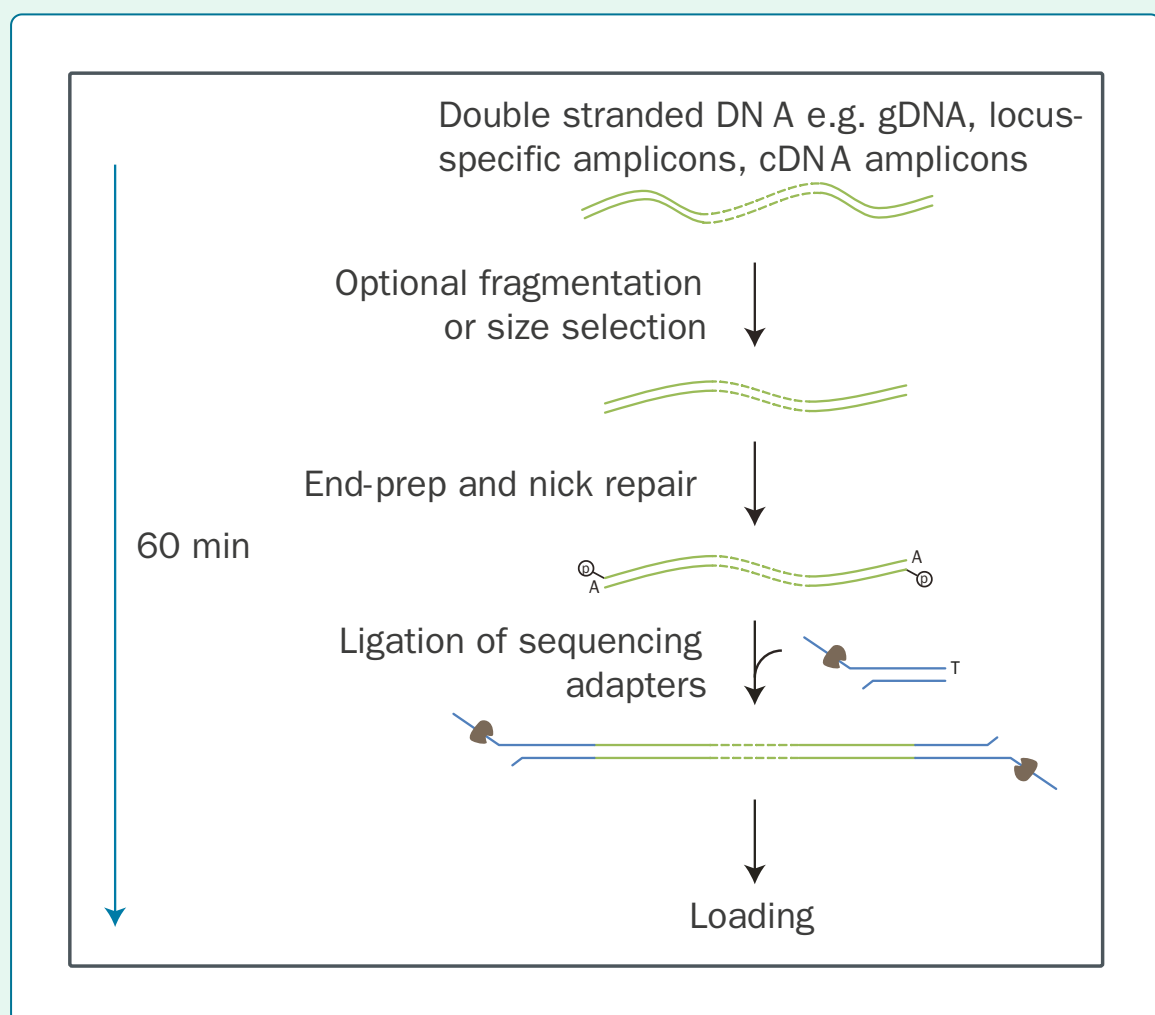 Double stranded DN A e.g. gDNA, locus-
specific amplicons, cDN A amplicons
Optional fragmentation
or size selection
End-prep and nick repair
60 min
p
A
A
p
Ligation of sequencing
adapters
T
Loading